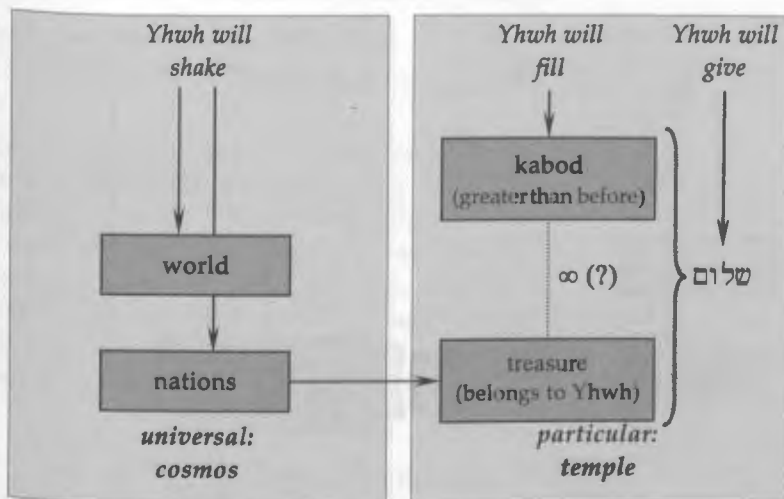 Yhwh will
shake
world
nations
universal:
cosmos
Yhwh will
fill
kabod
(greater than before)
∞ (?)
treasure
(belongs to Yhwh)
particular:
temple
Yhwh will
give
שלום